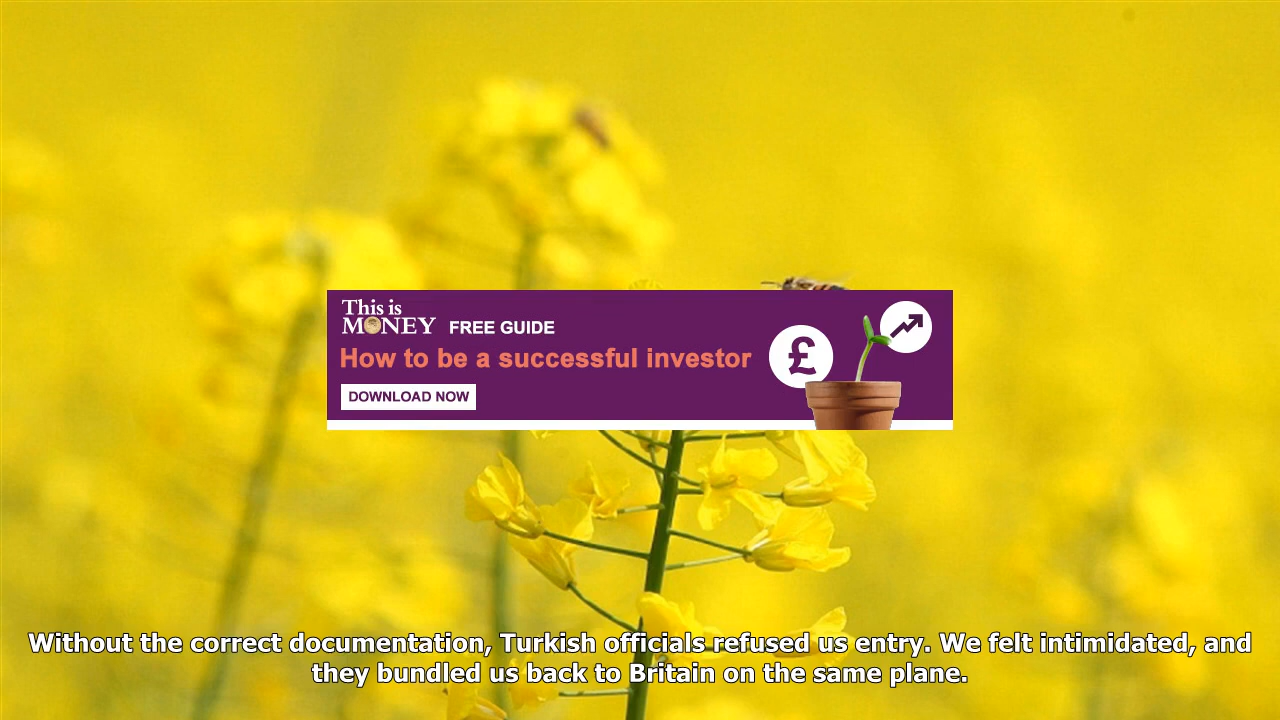 This is
MONEY FREE GUIDE
How to be a successful investor
£
DOWNLOAD NOW
Without the correct documentation, Turkish officials refused us entry. We felt intimidated, and
they bundled us back to Britain on the same plane.